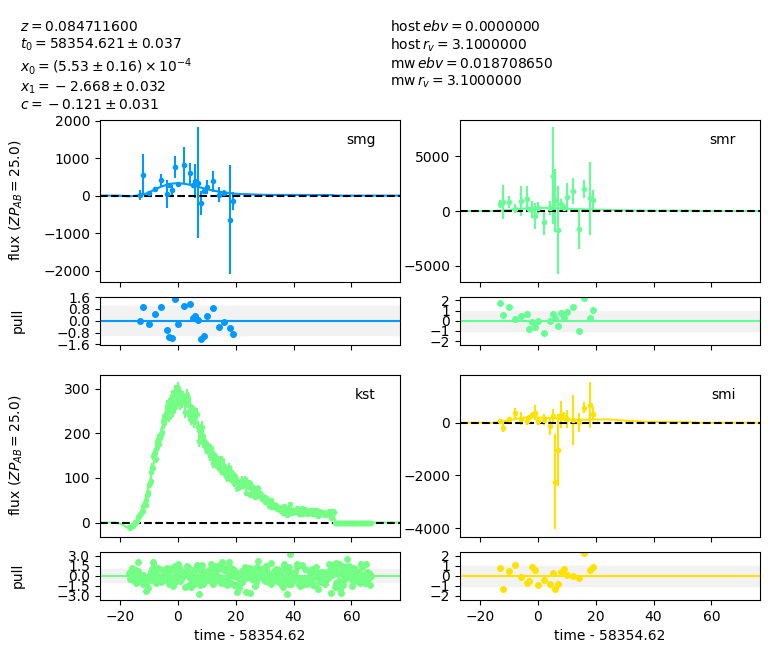 z = 0.084711600
t₀ = 58354.621 ± 0.037
x₀ = (5.53 ± 0.16) × 10⁻⁴
x₁ = −2.668 ± 0.032
c = −0.121 ± 0.031
host ebv = 0.0000000
host r_v = 3.1000000
mw ebv = 0.018708650
mw r_v = 3.1000000
smg
2000
1000
0
−1000
−2000
flux (ZP_AB = 25.0)
smr
5000
0
−5000
1.6
0.8
0.0
−0.8
−1.6
pull
2
1
0
−1
−2
kst
300
200
100
0
flux (ZP_AB = 25.0)
smi
0
−2000
−4000
3.0
1.5
0.0
−1.5
−3.0
pull
−20 0 20 40 60
time - 58354.62
2
1
0
−1
−2
−20 0 20 40 60
time - 58354.62